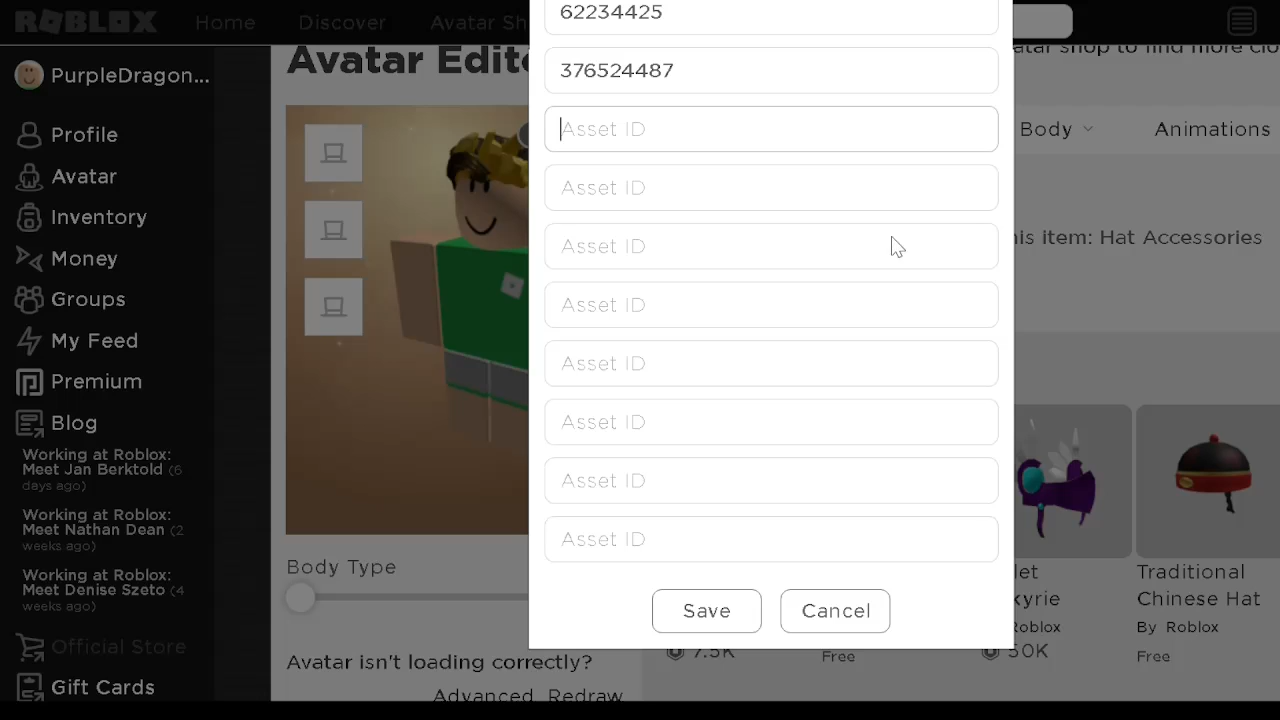 ROBLOX
Home
Discover
Avatar Sh
62234425
376524487
Asset ID
Asset ID
Asset ID
Asset ID
Asset ID
Asset ID
Asset ID
Asset ID
Save
Cancel
PurpleDragon...
Profile
Avatar
Inventory
Money
Groups
My Feed
Premium
Blog
Working at Roblox:
Meet Jan Berktold (6
days ago)
Working at Roblox:
Meet Nathan Dean (2
weeks ago)
Working at Roblox:
Meet Denise Szeto (4
weeks ago)
Official Store
Gift Cards
Avatar Edit
Body Type
Avatar isn't loading correctly?
Advanced
Redraw
atar shop to find more clo
Body
Animations
his item: Hat Accessories
let
kyrie
Roblox
50K
Traditional
Chinese Hat
By Roblox
Free
7.5K
Free